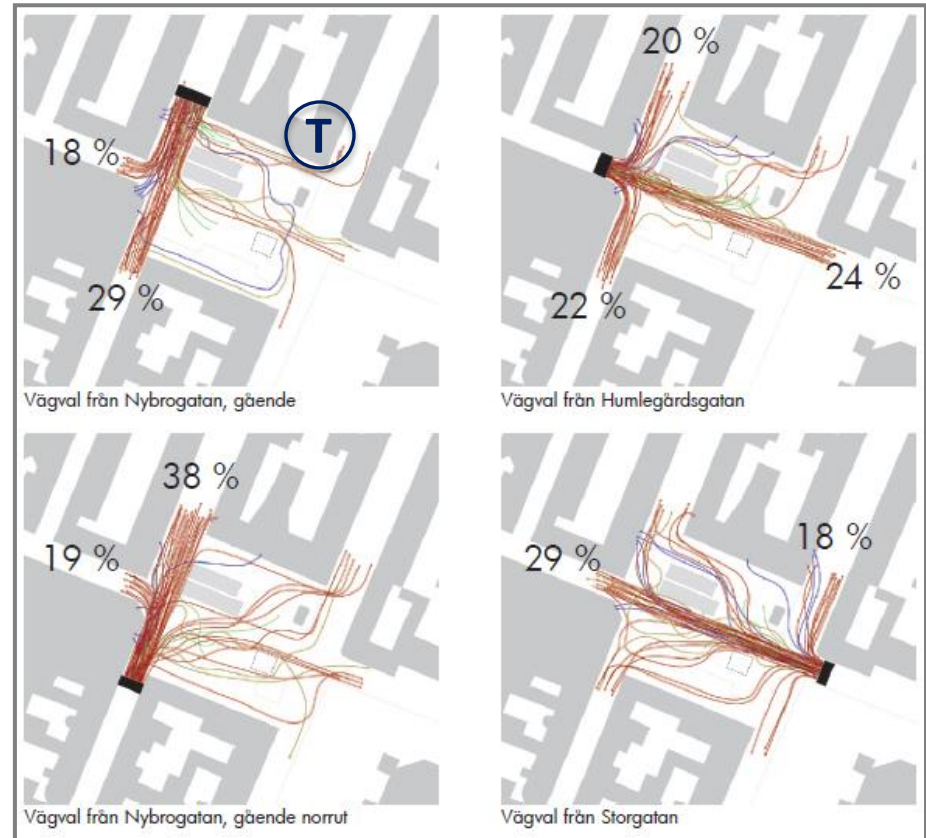 T
18 %
29 %
Vägval från Nybrogatan, gående
20 %
24 %
22 %
Vägval från Humlegårdsgatan
38 %
19 %
Vägval från Nybrogatan, gående norrut
29 %
18 %
Vägval från Storgatan